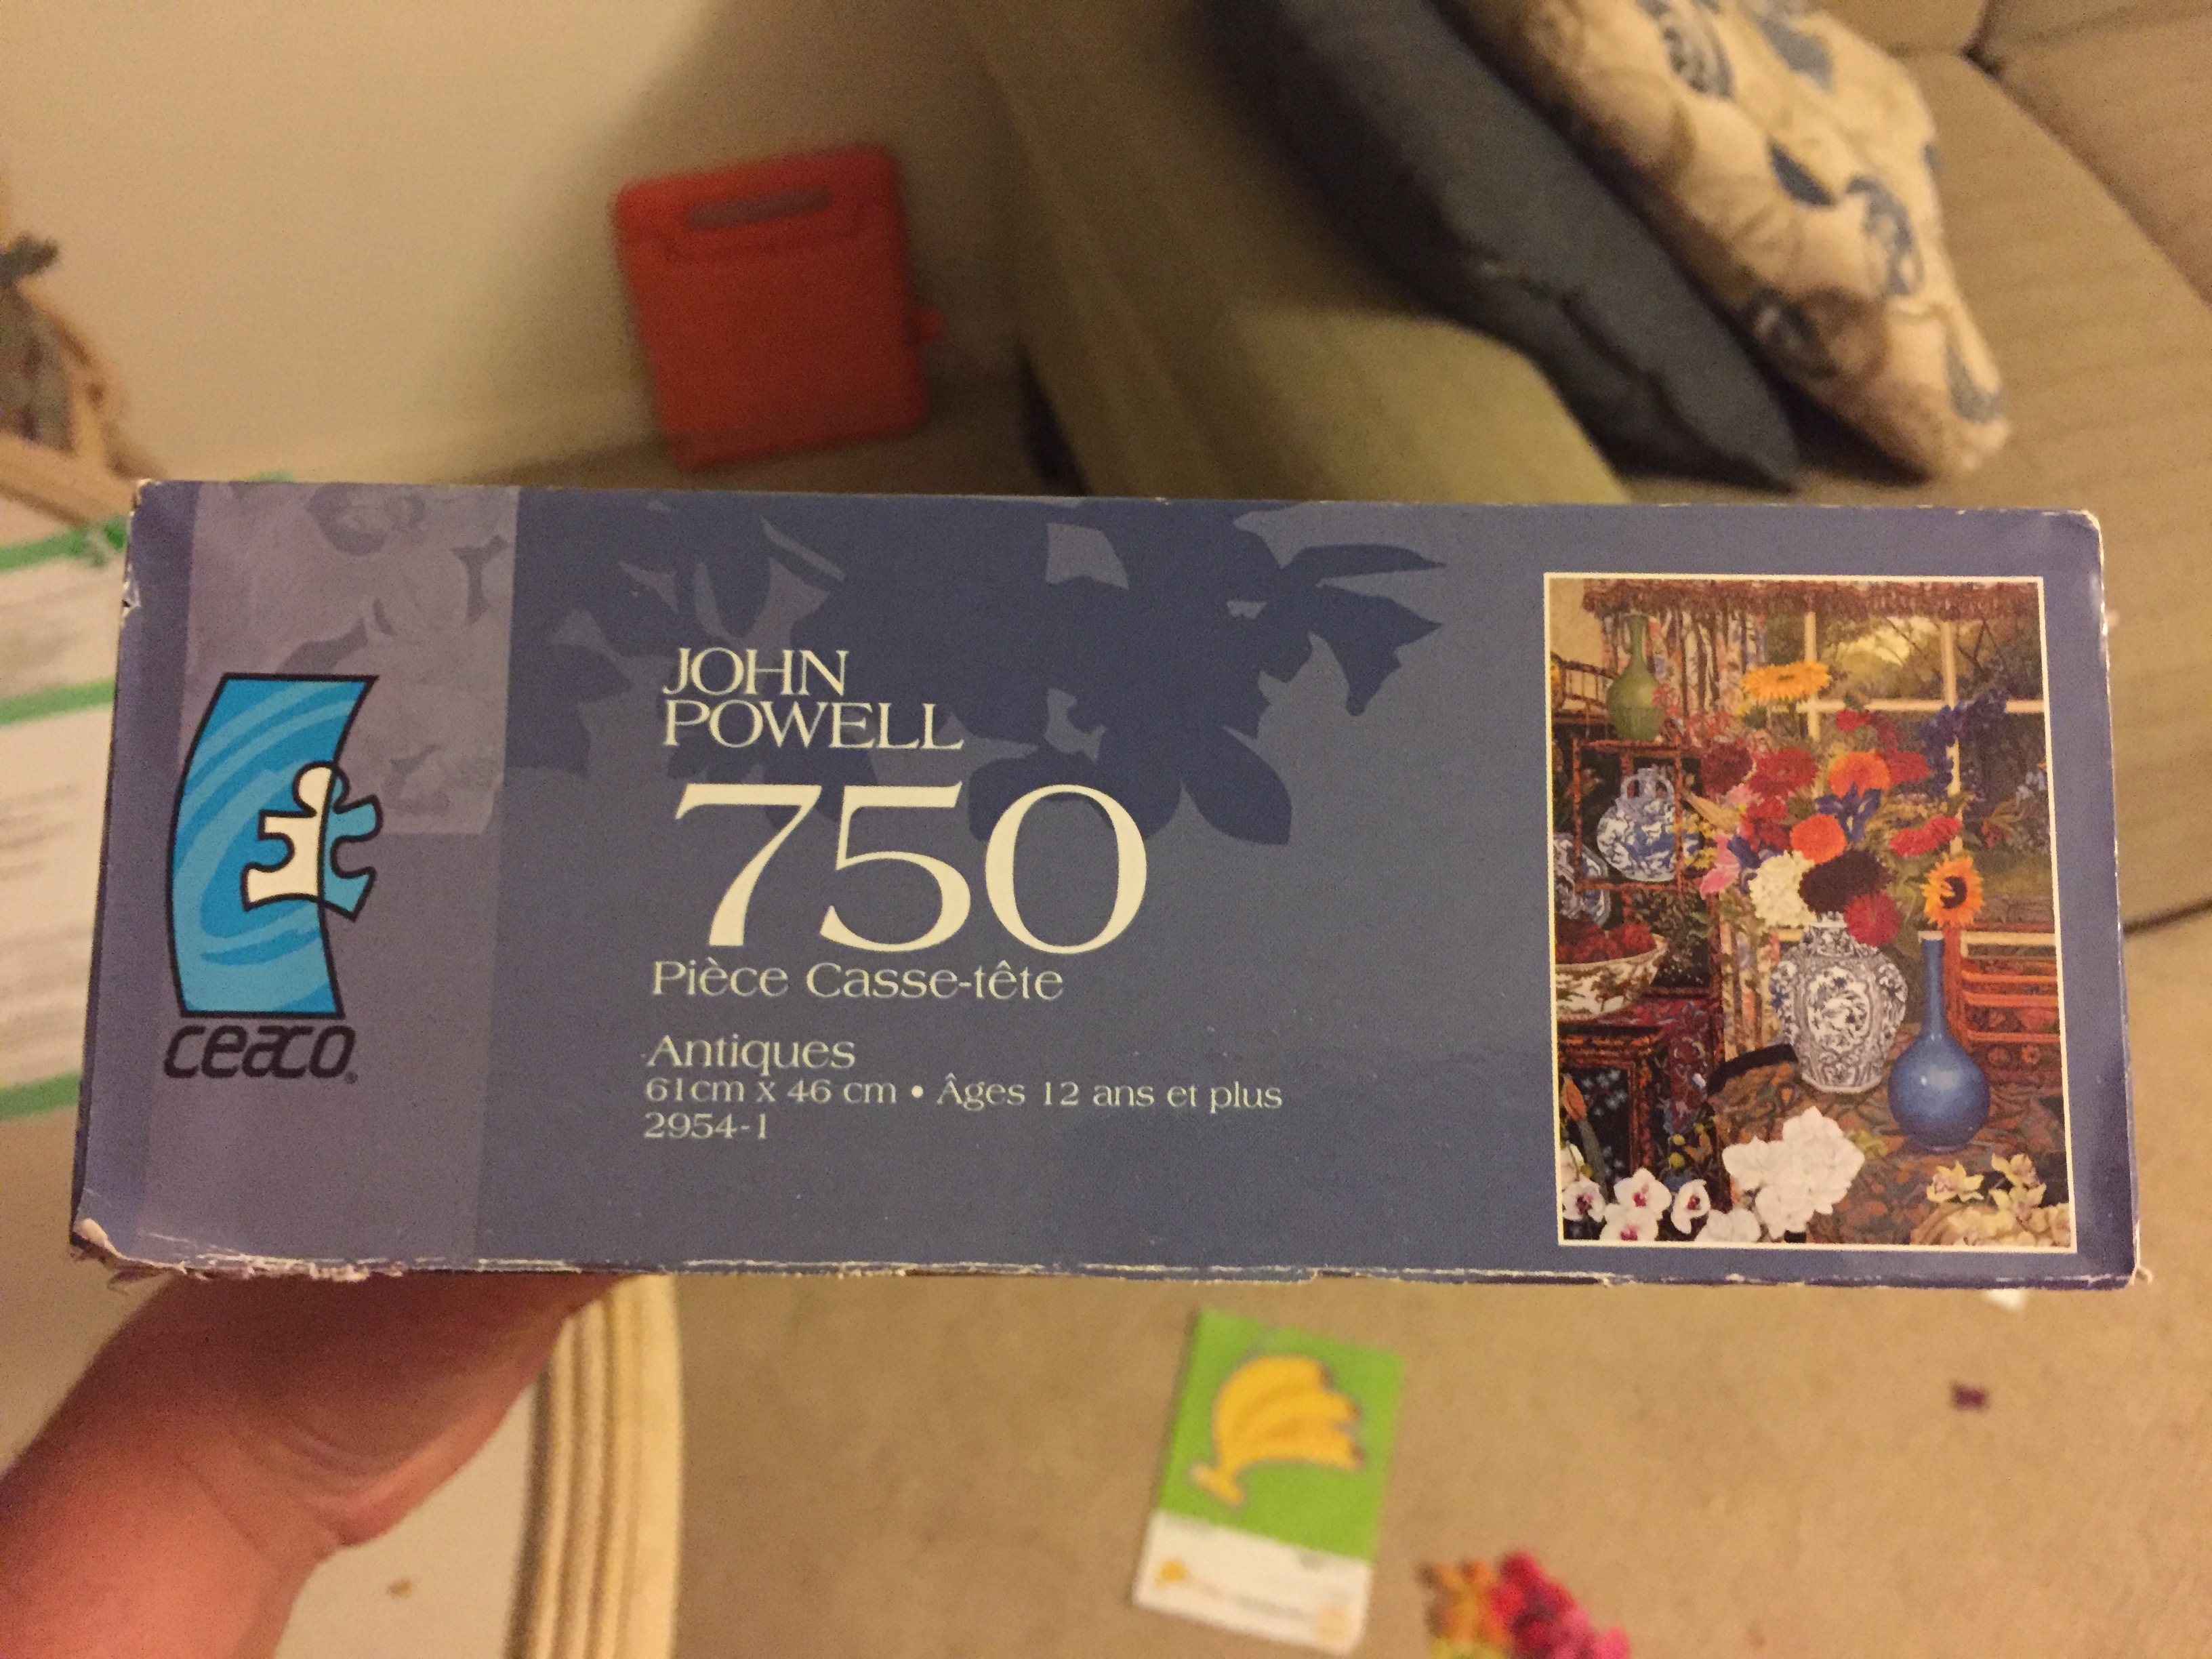 JOHN
POWELL
750
Pièce Casse-tête
Antiques
61cm x 46 cm • Âges 12 ans et plus
2954-1
ceaco®